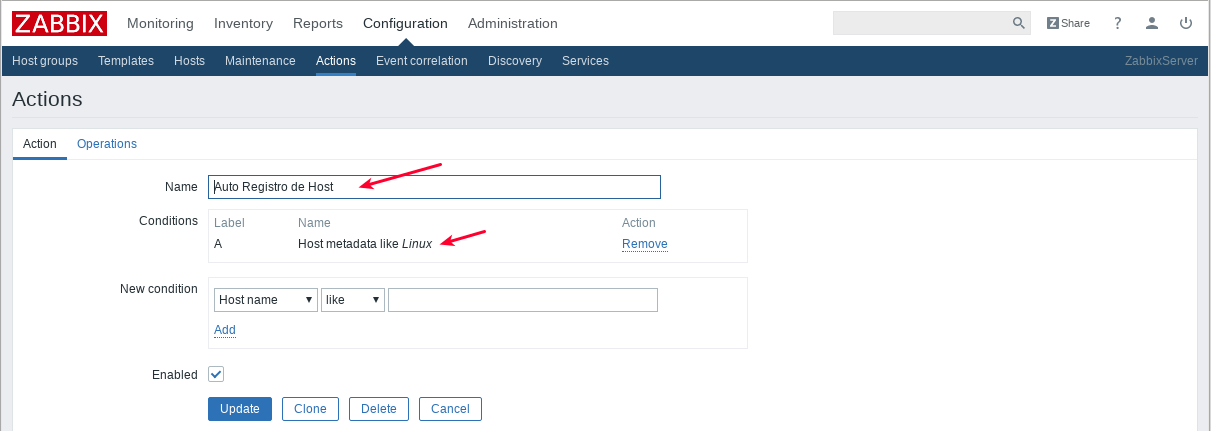 ZABBIX Monitoring Inventory Reports Configuration Administration Z Share ?
Host groups Templates Hosts Maintenance Actions Event correlation Discovery Services ZabbixServer
Actions
Action Operations
Name Auto Registro de Host
Conditions Label Name Action
A Host metadata like Linux Remove
New condition Host name like
Add
Enabled
Update Clone Delete Cancel